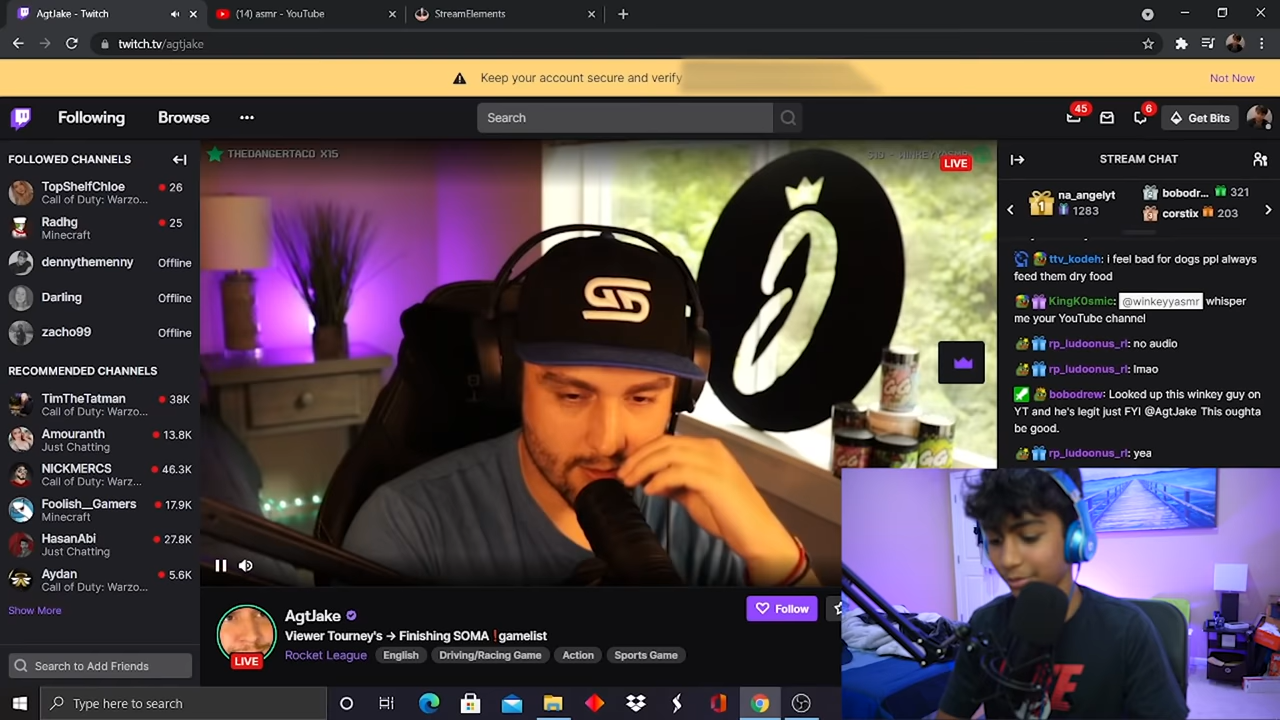 AgtJake - Twitch
(14) asmr - YouTube
StreamElements
twitch.tv/agtjake
Keep your account secure and verify
Not Now
Following
Browse
Search
45
6
Get Bits
FOLLOWED CHANNELS
TopShelfChloe
26
Call of Duty: Warzo...
Radhg
25
Minecraft
dennythemenny
Offline
Darling
Offline
zacho99
Offline
RECOMMENDED CHANNELS
TimTheTatman
38K
Call of Duty: Warzo...
Amouranth
13.8K
Just Chatting
NICKMERCS
46.3K
Call of Duty: Warz...
Foolish__Gamers
17.9K
Minecraft
HasanAbi
27.8K
Just Chatting
Aydan
5.6K
Call of Duty: Warzo...
Show More
Search to Add Friends
THEDANGERTACO X15
LIVE
GG
AgtJake
Follow
Viewer Tourney's → Finishing SOMA !gamelist
LIVE
Rocket League
English
Driving/Racing Game
Action
Sports Game
STREAM CHAT
1
na_angelyt
1283
2
bobodr...
321
3
corstix
203
ttv_kodeh: i feel bad for dogs ppl always
feed them dry food
KingK0smic: @winkeyyasmr whisper
me your YouTube channel
rp_ludoonus_rl: no audio
rp_ludoonus_rl: lmao
bobodrew: Looked up this winkey guy on
YT and he's legit just FYI @AgtJake This oughta
be good.
rp_ludoonus_rl: yea
Type here to search